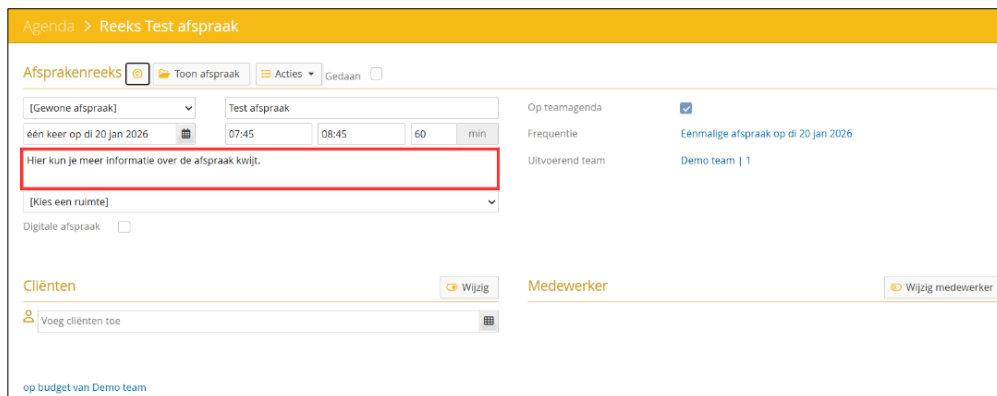 Agenda > Reeks Test afspraak
Afsprakenreeks © Toon afspraak Acties Gedaan
[Gewone afspraak] Test afspraak Op teamagenda
één keer op di 20 jan 2026 07:45 08:45 60 min Frequentie Eénmalige afspraak op di 20 jan 2026
Hier kun je meer informatie over de afspraak kwijt. Uitvoerend team Demo team | 1
[Kies een ruimte]
Digitale afspraak
Cliënten Wijzig Medewerker Wijzig medewerker
Voeg cliënten toe
op budget van Demo team